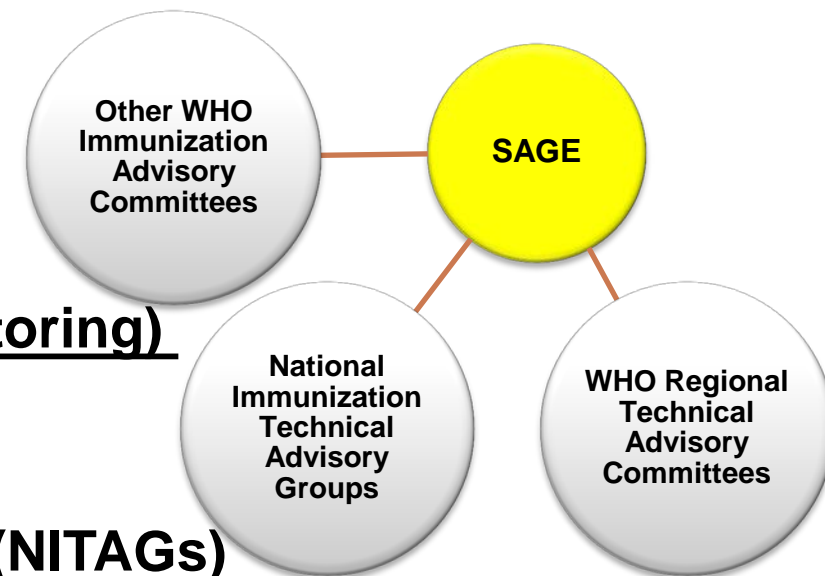 Other WHO
Immunization
Advisory
Committees
SAGE
toring)
National
Immunization
Technical
Advisory
Groups
WHO Regional
Technical
Advisory
Committees
(NITAGs)